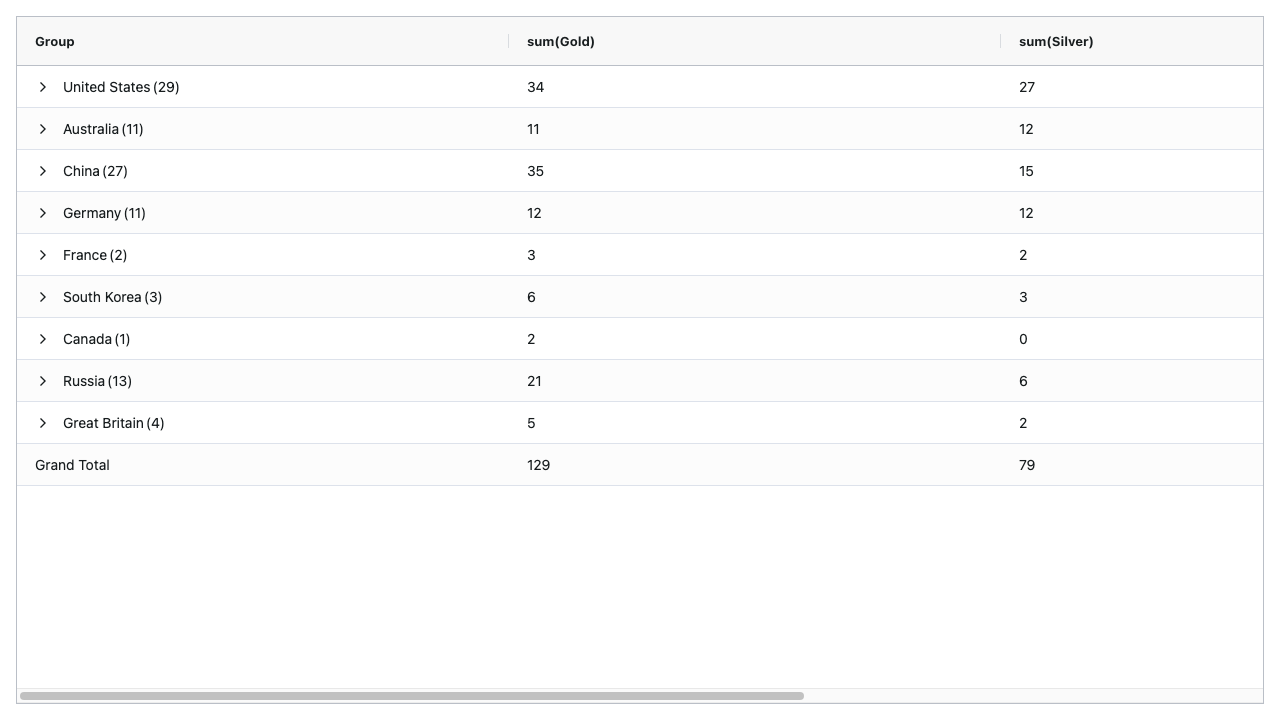 Group sum(Gold) sum(Silver)
United States (29) 34 27
Australia (11) 11 12
China (27) 35 15
Germany (11) 12 12
France (2) 3 2
South Korea (3) 6 3
Canada (1) 2 0
Russia (13) 21 6
Great Britain (4) 5 2
Grand Total 129 79